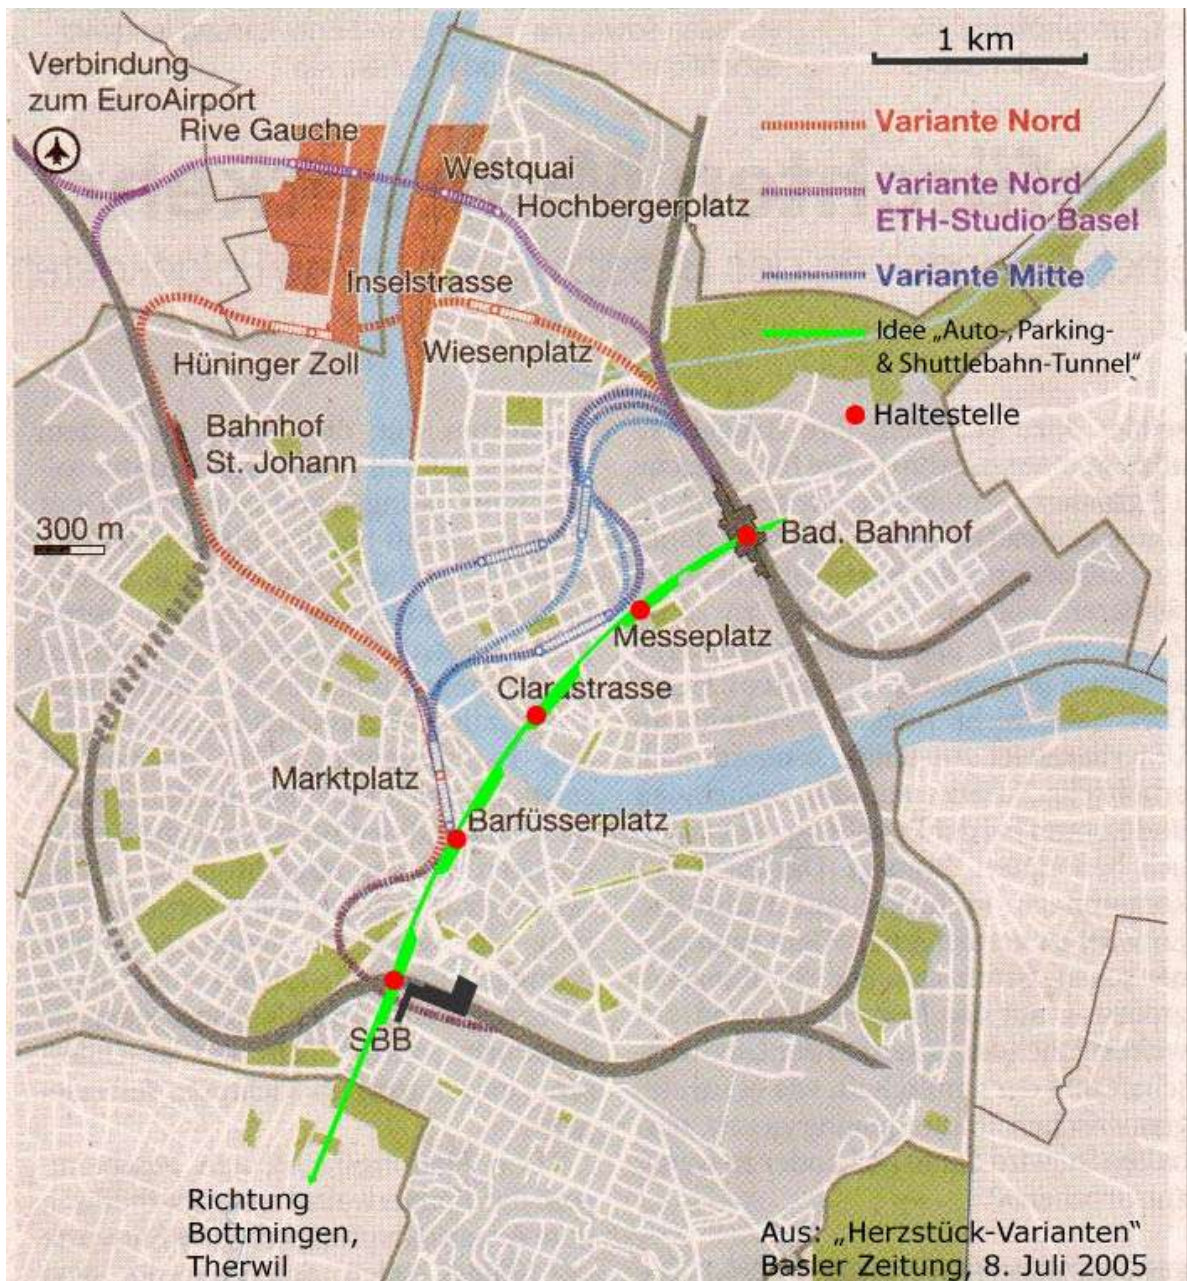 1 km
Verbindung
zum EuroAirport
Rive Gauche
Variante Nord
Westquai
Variante Nord
ETH-Studio Basel
Hochbergerplatz
Variante Mitte
Inselstrasse
Idee „Auto-, Parking-
& Shuttlebahn-Tunnel“
Hüninger Zoll
Wiesenplatz
Haltestelle
Bahnhof
St. Johann
300 m
Bad. Bahnhof
Messeplatz
Clarastrasse
Marktplatz
Barfüsserplatz
SBB
Richtung
Bottmingen,
Therwil
Aus: „Herzstück-Varianten“
Basler Zeitung, 8. Juli 2005